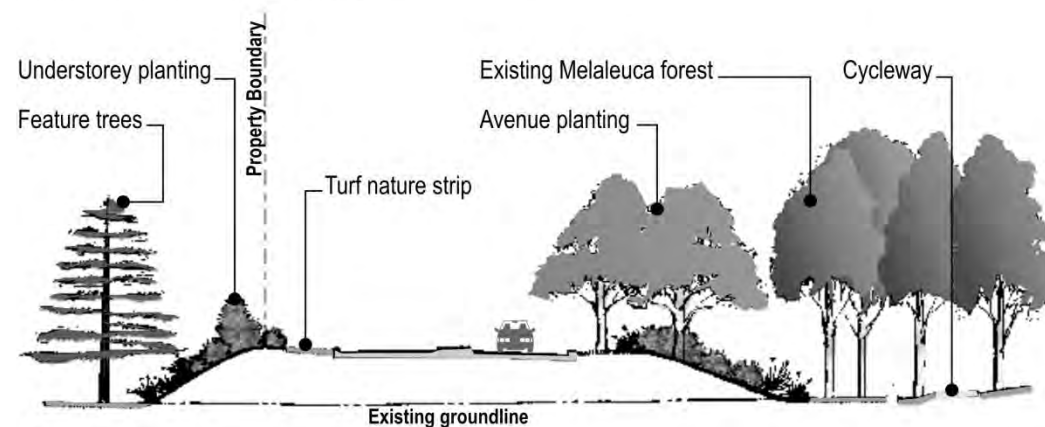 Property Boundary
Understorey planting
Feature trees
Turf nature strip
Existing Melaleuca forest
Avenue planting
Cycleway
Existing groundline